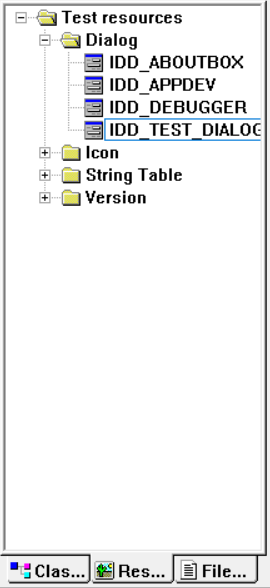 Test resources
Dialog
IDD_ABOUTBOX
IDD_APPDEV
IDD_DEBUGGER
IDD_TEST_DIALOG
Icon
String Table
Version
Clas... Res... File...